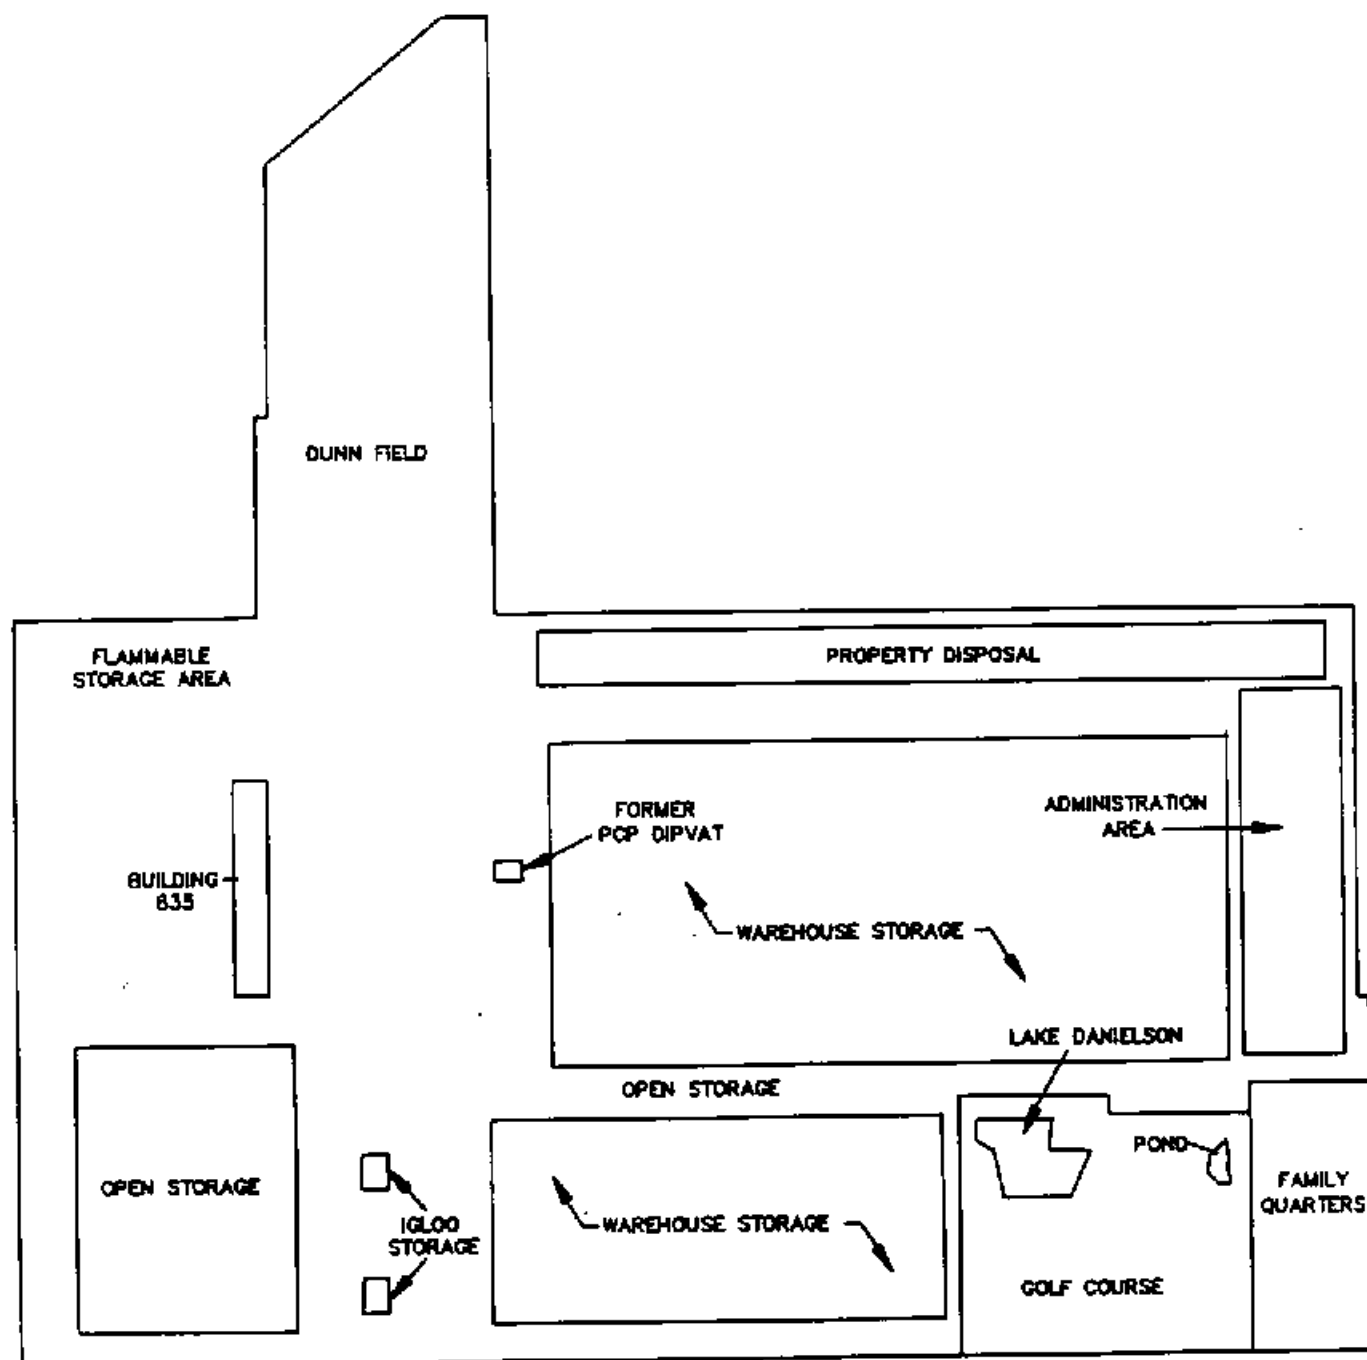 DUNN FIELD
FLAMMABLE
STORAGE AREA
PROPERTY DISPOSAL
FORMER
PCP DIPVAT
ADMINISTRATION
AREA
BUILDING
835
WAREHOUSE STORAGE
LAKE DANIELSON
OPEN STORAGE
POND
OPEN STORAGE
FAMILY
QUARTERS
IGLOO
STORAGE
WAREHOUSE STORAGE
GOLF COURSE